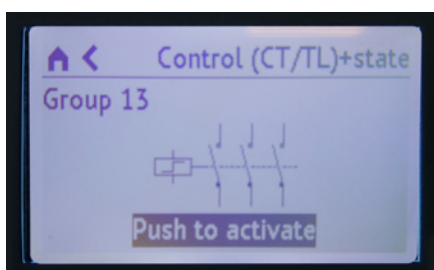 Control (CT/TL)+state
Group 13
Push to activate